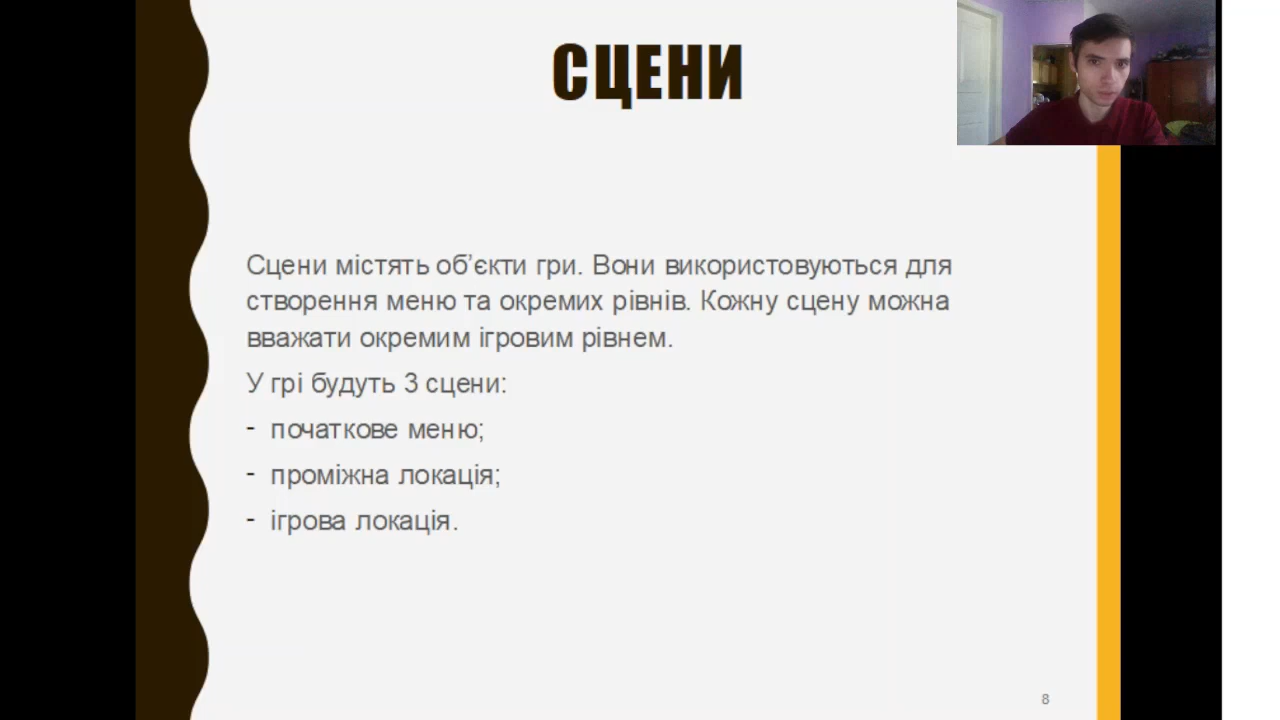 СЦЕНИ
Сцени містять об’єкти гри. Вони використовуються для
створення меню та окремих рівнів. Кожну сцену можна
вважати окремим ігровим рівнем.
У грі будуть 3 сцени:
- початкове меню;
- проміжна локація;
- ігрова локація.
8